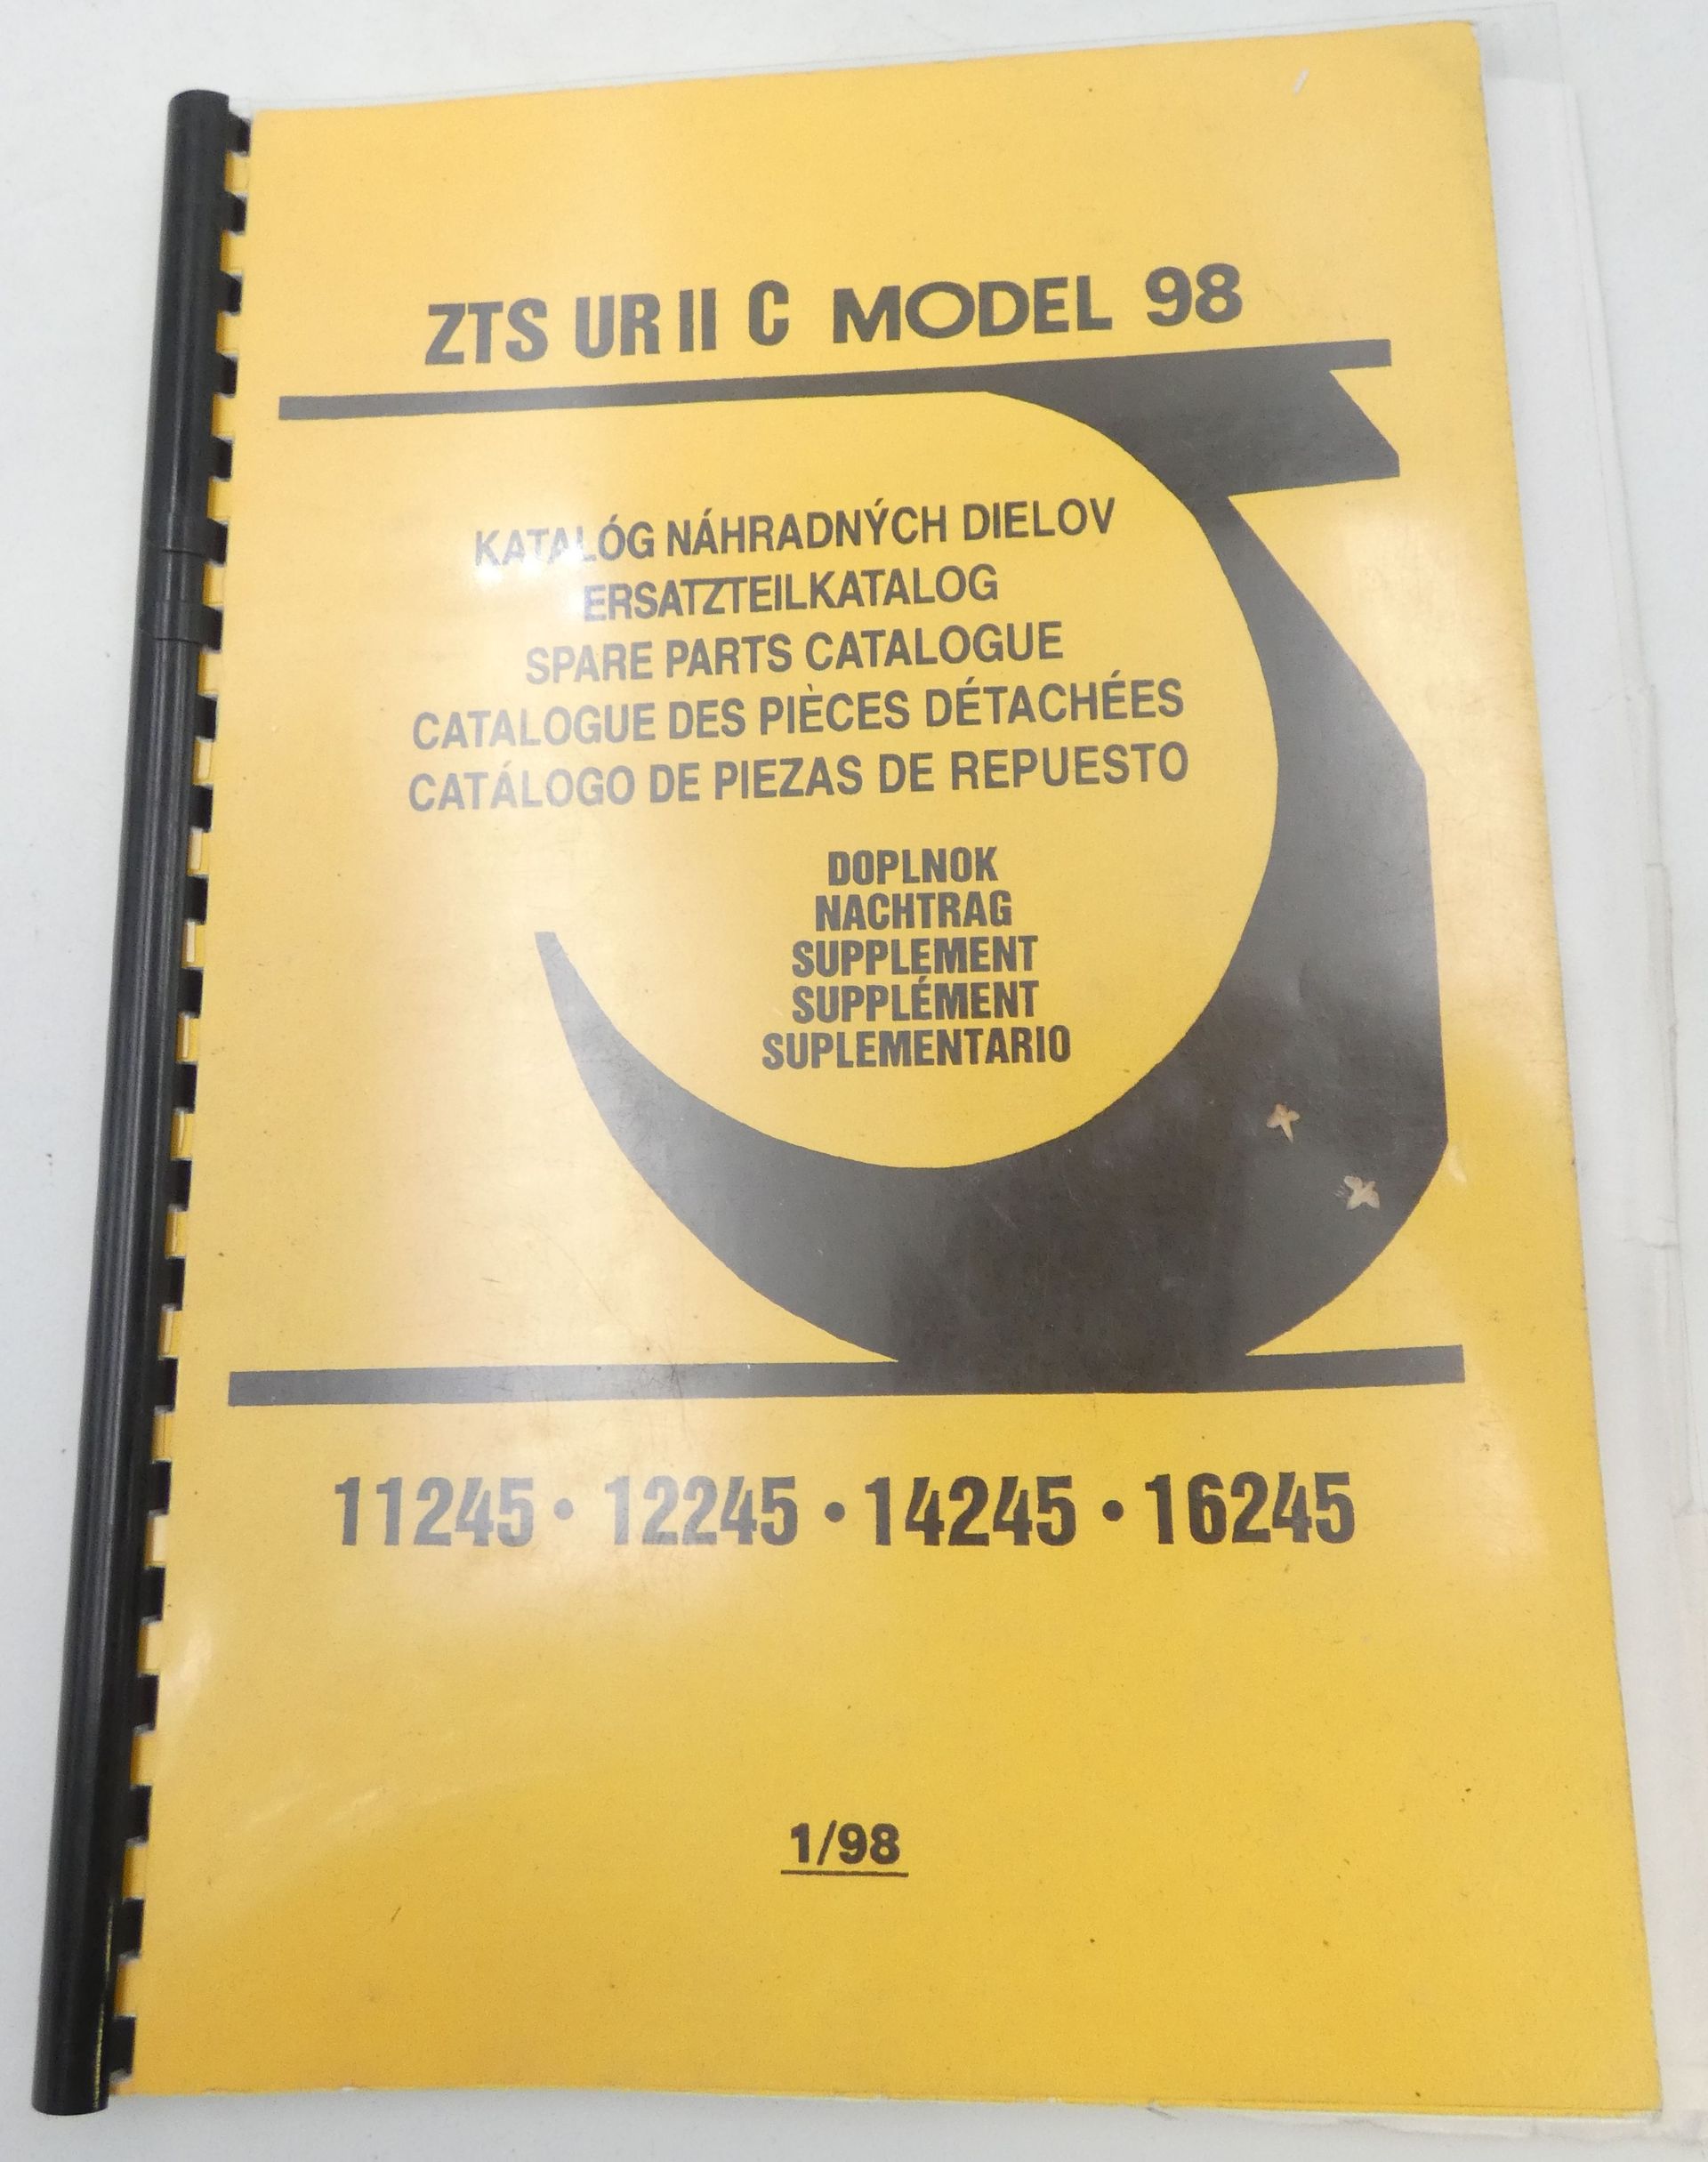 ZTS UR II C MODEL 98
KATALÓG NÁHRADNÝCH DIELOV
ERSATZTEILKATALOG
SPARE PARTS CATALOGUE
CATALOGUE DES PIÈCES DÉTACHÉES
CATÁLOGO DE PIEZAS DE REPUESTO
DOPLNOK
NACHTRAG
SUPPLEMENT
SUPPLÉMENT
SUPLEMENTARIO
11245 • 12245 • 14245 • 16245
1/98